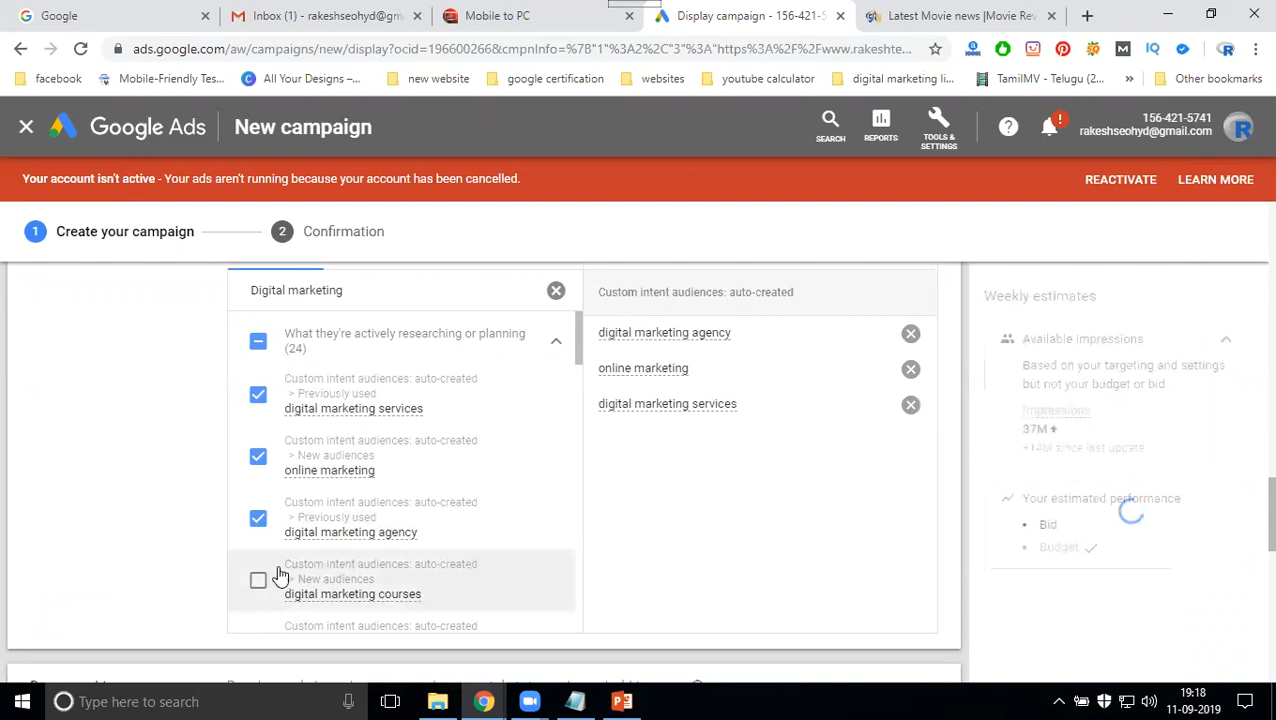 Google
Inbox (1) - rakeshseohyd@gm
Mobile to PC
Display campaign - 156-421-5
Latest Movie news |Movie Rev
ads.google.com/aw/campaigns/new/display?ocid=196600266&cmpnInfo=%7B"1"%3A2%2C"3"%3A"https%3A%2F%2Fwww.rakeshte...
facebook
Mobile-Friendly Tes...
All Your Designs –...
new website
google certification
websites
youtube calculator
digital marketing li...
TamilMV - Telugu (2...
»
Other bookmarks
Google Ads
New campaign
SEARCH
REPORTS
TOOLS &
SETTINGS
156-421-5741
rakeshseohyd@gmail.com
Your account isn't active - Your ads aren't running because your account has been cancelled.
REACTIVATE
LEARN MORE
1 Create your campaign
2 Confirmation
Digital marketing
What they're actively researching or planning
(24)
Custom intent audiences: auto-created
> Previously used
digital marketing services
Custom intent audiences: auto-created
> New audiences
online marketing
Custom intent audiences: auto-created
> Previously used
digital marketing agency
Custom intent audiences: auto-created
> New audiences
digital marketing courses
Custom intent audiences: auto-created
Custom intent audiences: auto-created
digital marketing agency
online marketing
digital marketing services
Weekly estimates
Available impressions
Based on your targeting and settings
but not your budget or bid
Impressions
37M
since last update
Your estimated performance
• Bid
• Budget
Type here to search
19:18
11-09-2019